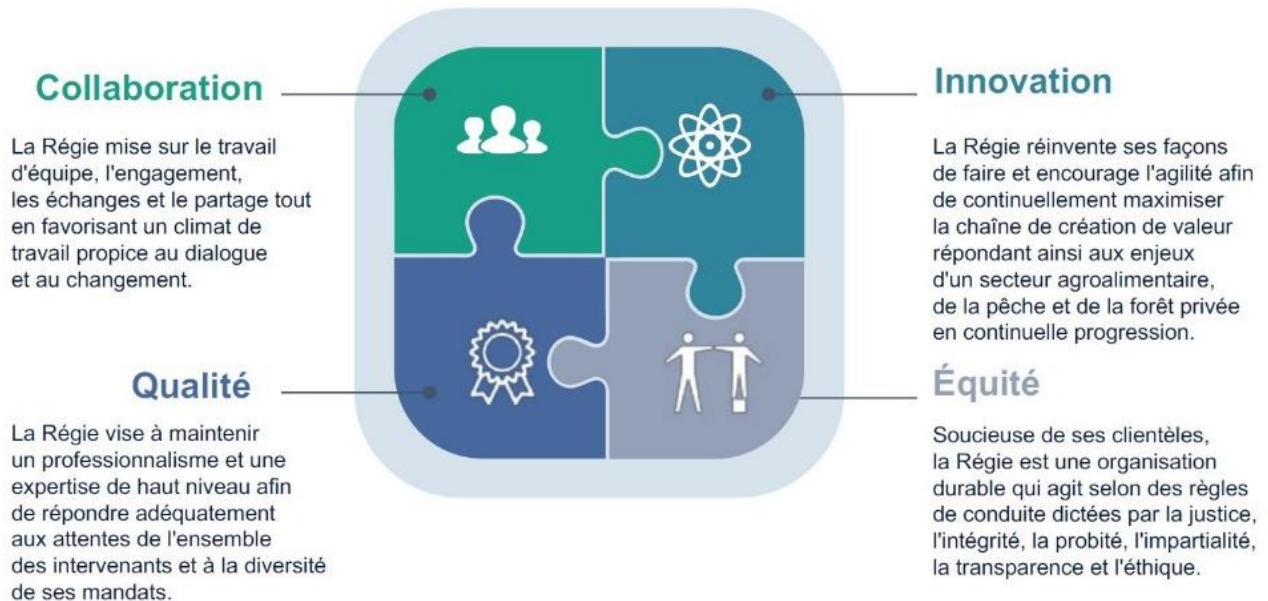 Collaboration
La Régie mise sur le travail
d'équipe, l'engagement,
les échanges et le partage tout
en favorisant un climat de
travail propice au dialogue
et au changement.
Innovation
La Régie réinvente ses façons
de faire et encourage l'agilité afin
de continuellement maximiser
la chaîne de création de valeur
répondant ainsi aux enjeux
d'un secteur agroalimentaire,
de la pêche et de la forêt privée
en continuelle progression.
Qualité
La Régie vise à maintenir
un professionnalisme et une
expertise de haut niveau afin
de répondre adéquatement
aux attentes de l'ensemble
des intervenants et à la diversité
de ses mandats.
Équité
Soucieuse de ses clientèles,
la Régie est une organisation
durable qui agit selon des règles
de conduite dictées par la justice,
l'intégrité, la probité, l'impartialité,
la transparence et l'éthique.